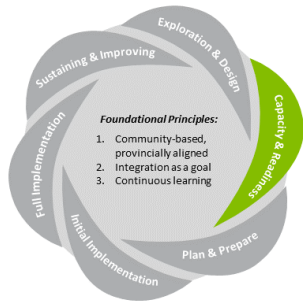 Exploration & Design
Capacity & Readiness
Plan & Prepare
Initial Implementation
Full Implementation
Sustaining & Improving
Foundational Principles:
1. Community-based,
provincially aligned
2. Integration as a goal
3. Continuous learning